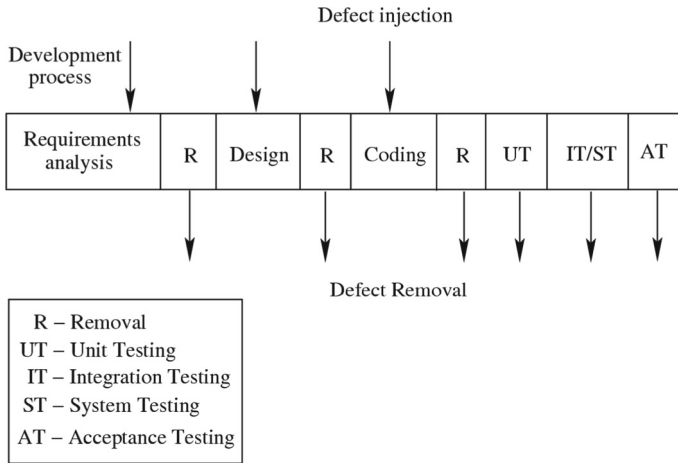 Defect injection
Development
process
Requirements
analysis
R
Design
R
Coding
R
UT
IT/ST
AT
Defect Removal
R – Removal
UT – Unit Testing
IT – Integration Testing
ST – System Testing
AT – Acceptance Testing